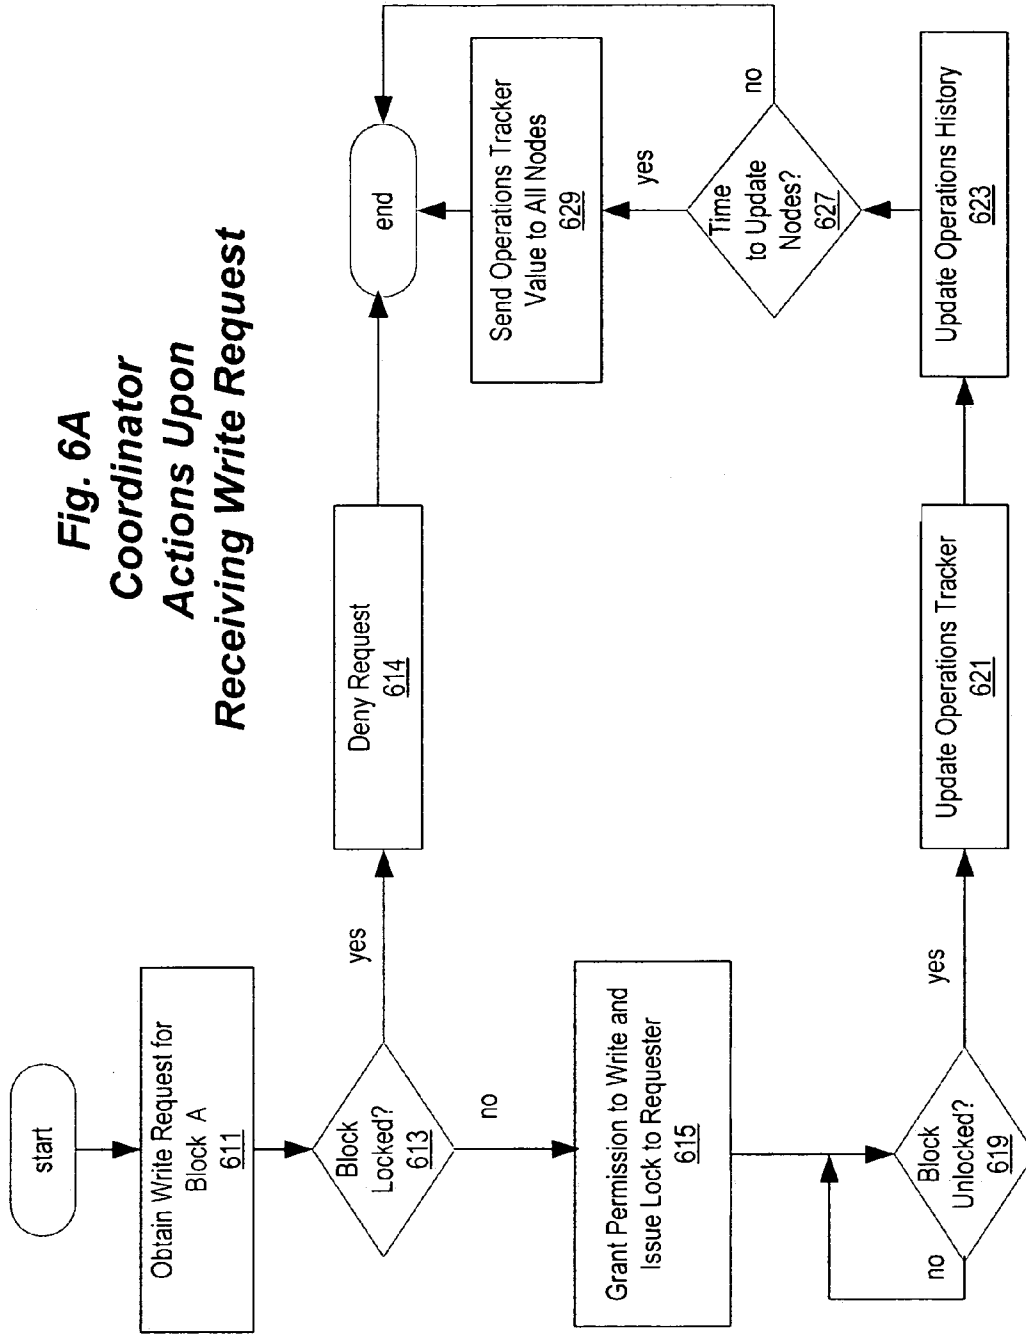 Fig. 6A
Coordinator
Actions Upon
Receiving Write Request
start
Obtain Write Request for
Block A
611
Block
Locked?
613
yes
no
Deny Request
614
end
Grant Permission to Write and
Issue Lock to Requester
615
Block
Unlocked?
619
no
yes
Update Operations Tracker
621
Update Operations History
623
Time
to Update
Nodes?
627
yes
no
Send Operations Tracker
Value to All Nodes
629